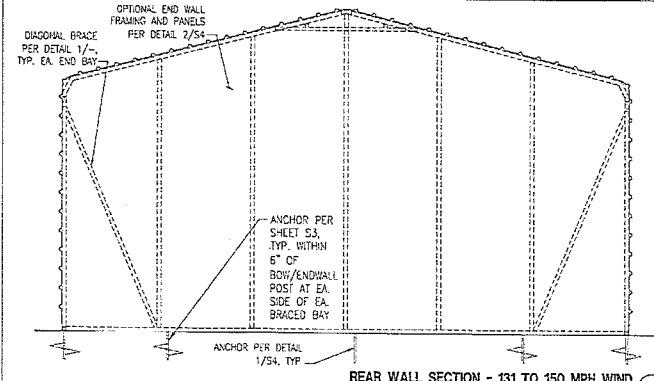 OPTIONAL END WALL
FRAMING AND PANELS
PER DETAIL 2/S4
DIAGONAL BRACE
PER DETAIL 1/-,
TYP. EA. END BAY
ANCHOR PER
SHEET S3,
TYP. WITHIN
6" OF
BOW/ENDWALL
POST AT EA.
SIDE OF EA.
BRACED BAY
ANCHOR PER DETAIL
1/S4, TYP
REAR WALL SECTION - 131 TO 150 MPH WIND